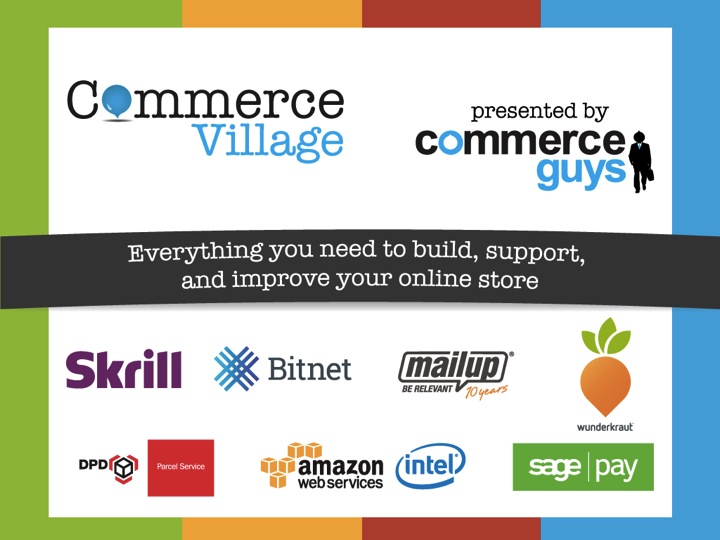 Commerce
Village
presented by
commerce
guys
Everything you need to build, support,
and improve your online store
Skrill
Bitnet
mailup®
BE RELEVANT 10 years
wunderkraut
DPD
Parcel Service
amazon
web services
intel
sage pay